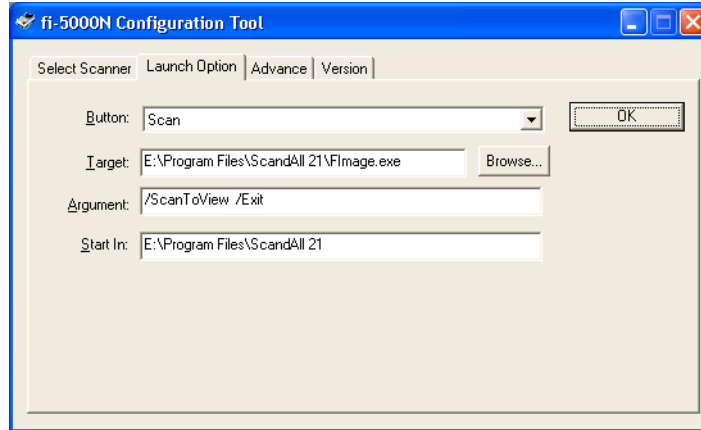 fi-5000N Configuration Tool
Select Scanner Launch Option Advance Version
Button: Scan OK
Target: E:\Program Files\ScandAll 21\FImage.exe Browse...
Argument: /ScanToView /Exit
Start In: E:\Program Files\ScandAll 21